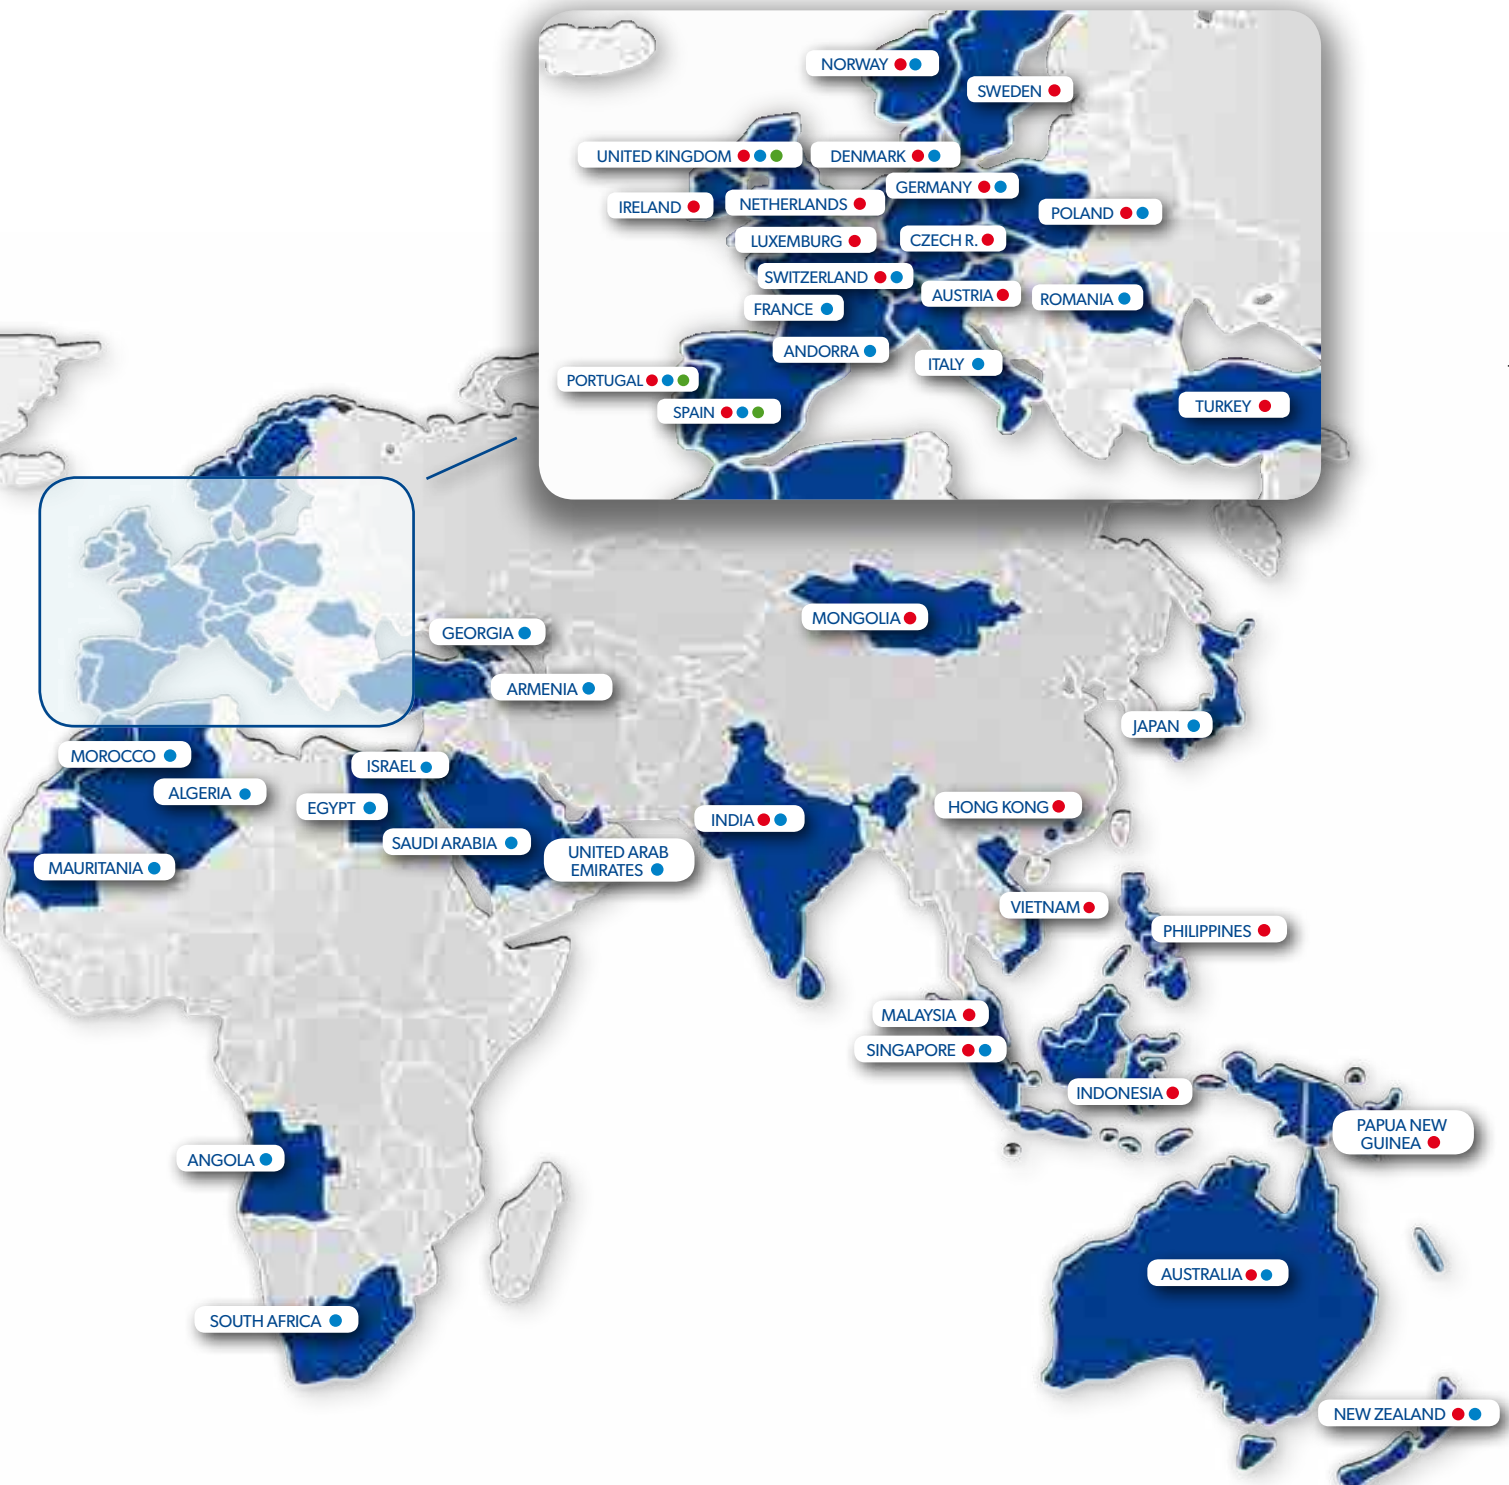 NORWAY
SWEDEN
UNITED KINGDOM
DENMARK
GERMANY
IRELAND
NETHERLANDS
POLAND
LUXEMBURG
CZECH R.
SWITZERLAND
AUSTRIA
ROMANIA
FRANCE
ANDORRA
ITALY
PORTUGAL
SPAIN
TURKEY
MONGOLIA
GEORGIA
ARMENIA
JAPAN
MOROCCO
ISRAEL
ALGERIA
EGYPT
HONG KONG
INDIA
SAUDI ARABIA
UNITED ARAB
EMIRATES
MAURITANIA
VIETNAM
PHILIPPINES
MALAYSIA
SINGAPORE
INDONESIA
PAPUA NEW
GUINEA
ANGOLA
AUSTRALIA
SOUTH AFRICA
NEW ZEALAND